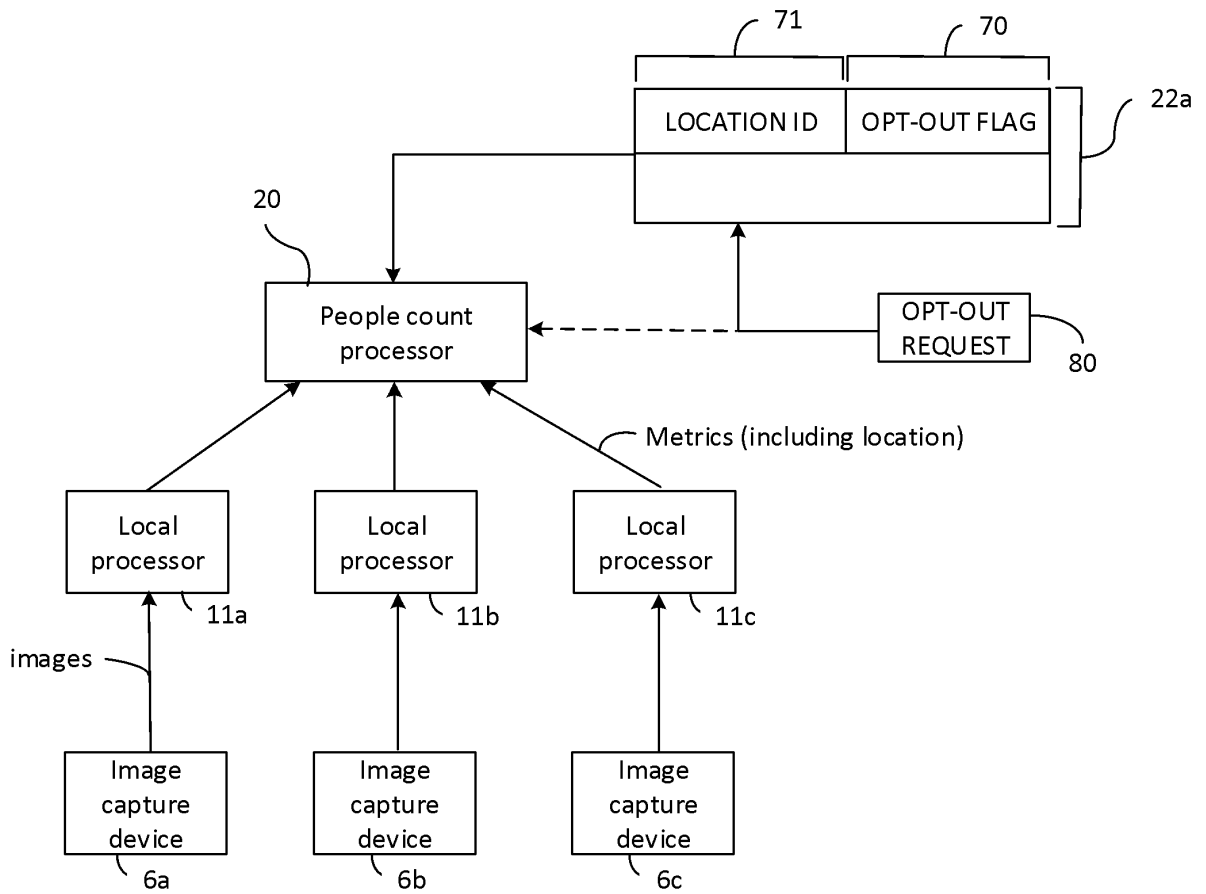 71
70
LOCATION ID
OPT-OUT FLAG
22a
20
People count
processor
OPT-OUT
REQUEST
80
Metrics (including location)
Local
processor
11a
Local
processor
11b
Local
processor
11c
images
Image
capture
device
6a
Image
capture
device
6b
Image
capture
device
6c